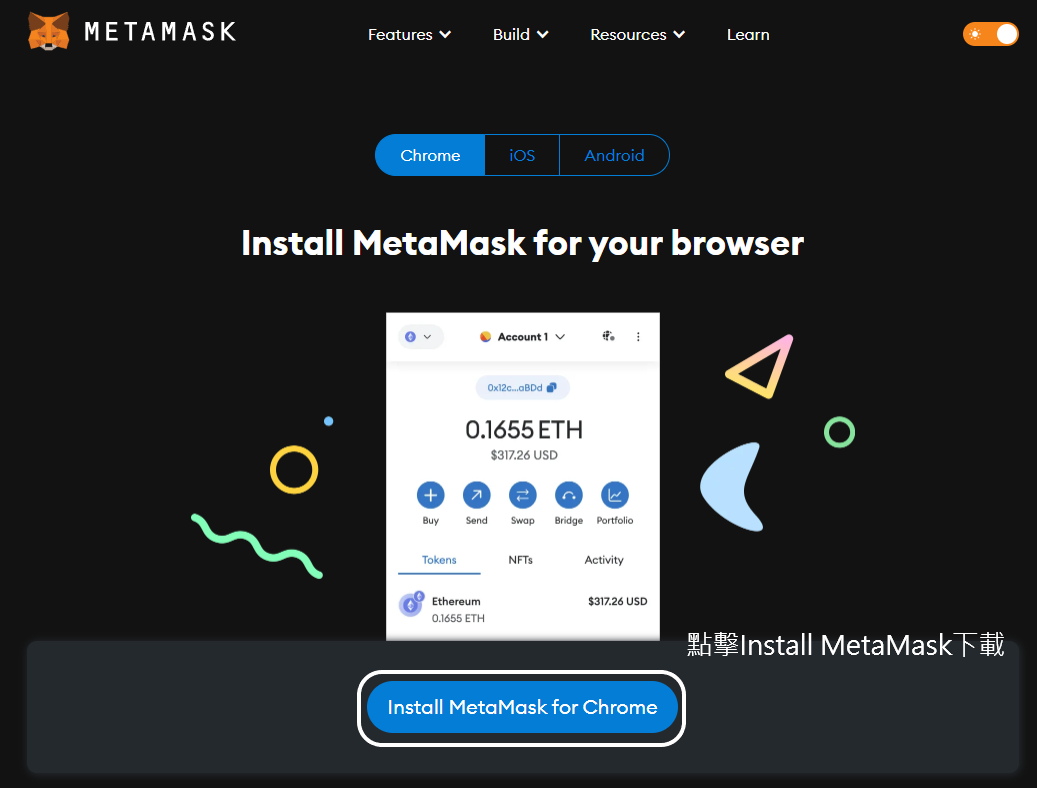 METAMASK
Features Build Resources Learn
Chrome iOS Android
Install MetaMask for your browser
Account 1
0x12c...aBDd
0.1655 ETH
$317.26 USD
Buy Send Swap Bridge Portfolio
Tokens NFTs Activity
Ethereum $317.26 USD
0.1655 ETH
點擊Install MetaMask下載
Install MetaMask for Chrome